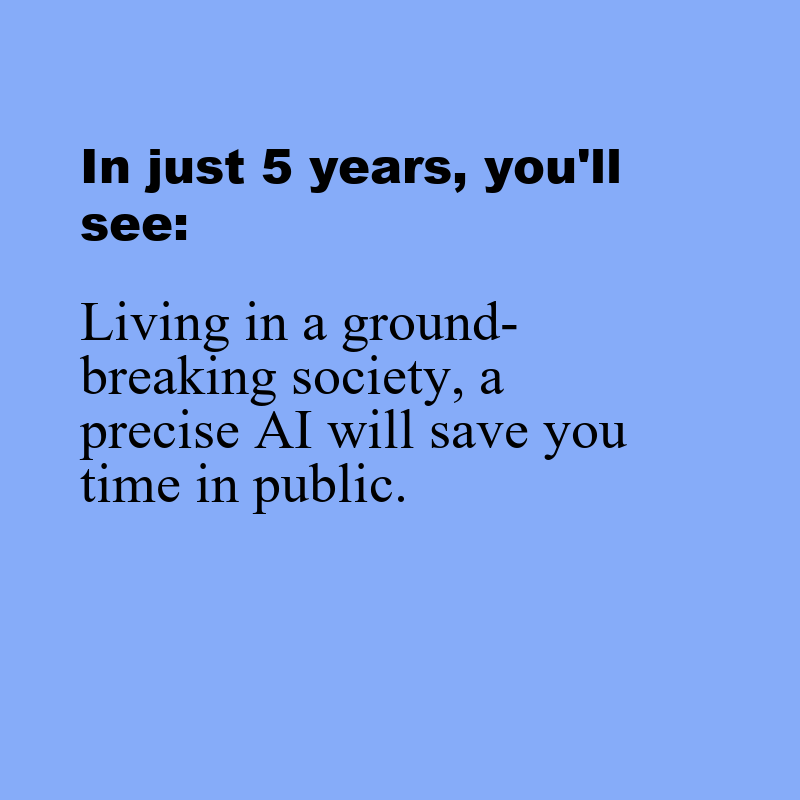 In just 5 years, you'll
see:
Living in a ground-
breaking society, a
precise AI will save you
time in public.